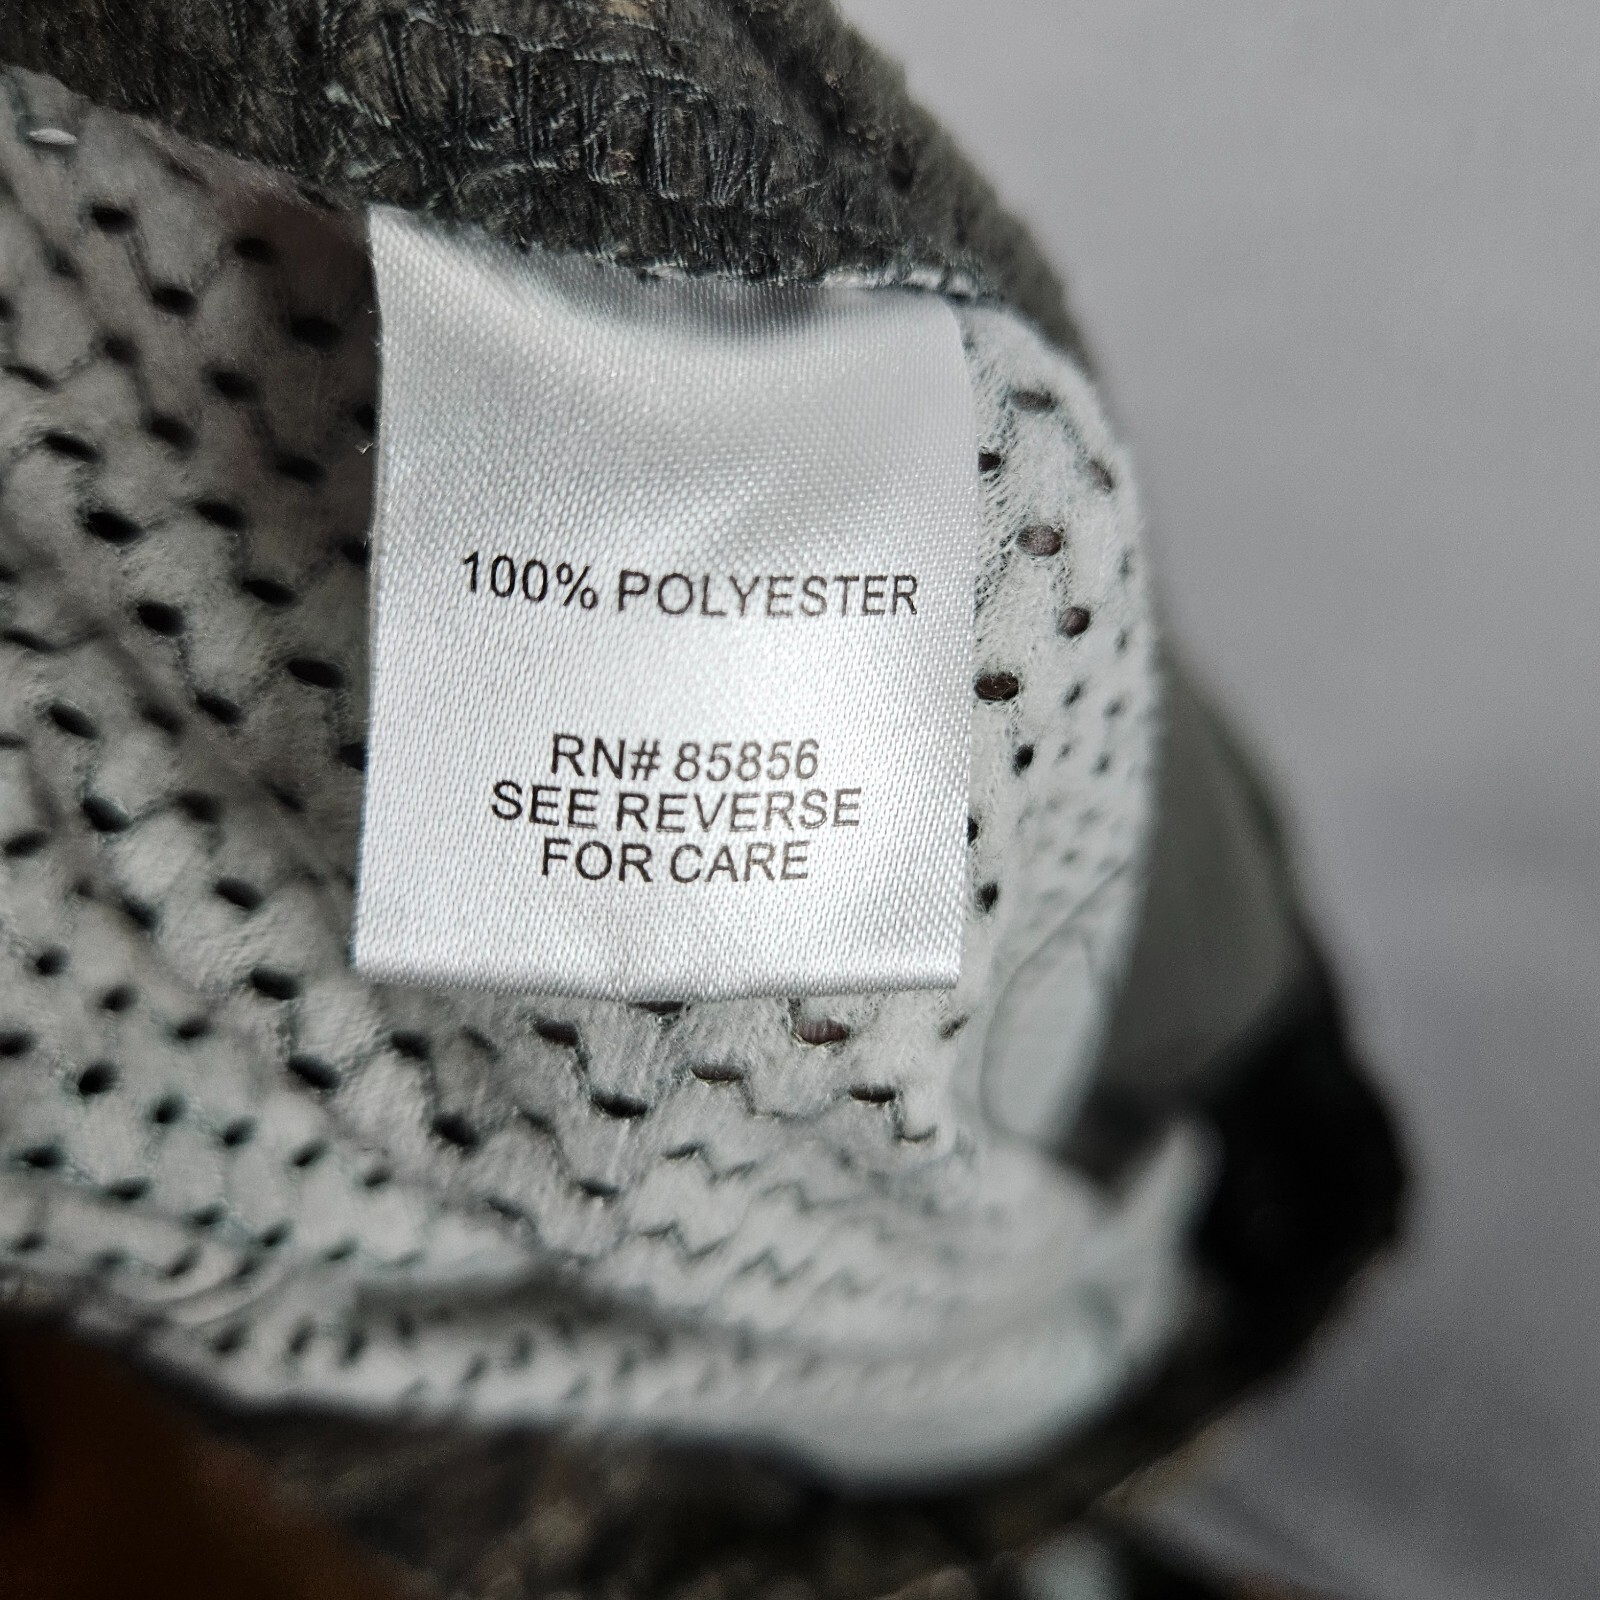 100% POLYESTER
RN# 85856
SEE REVERSE
FOR CARE